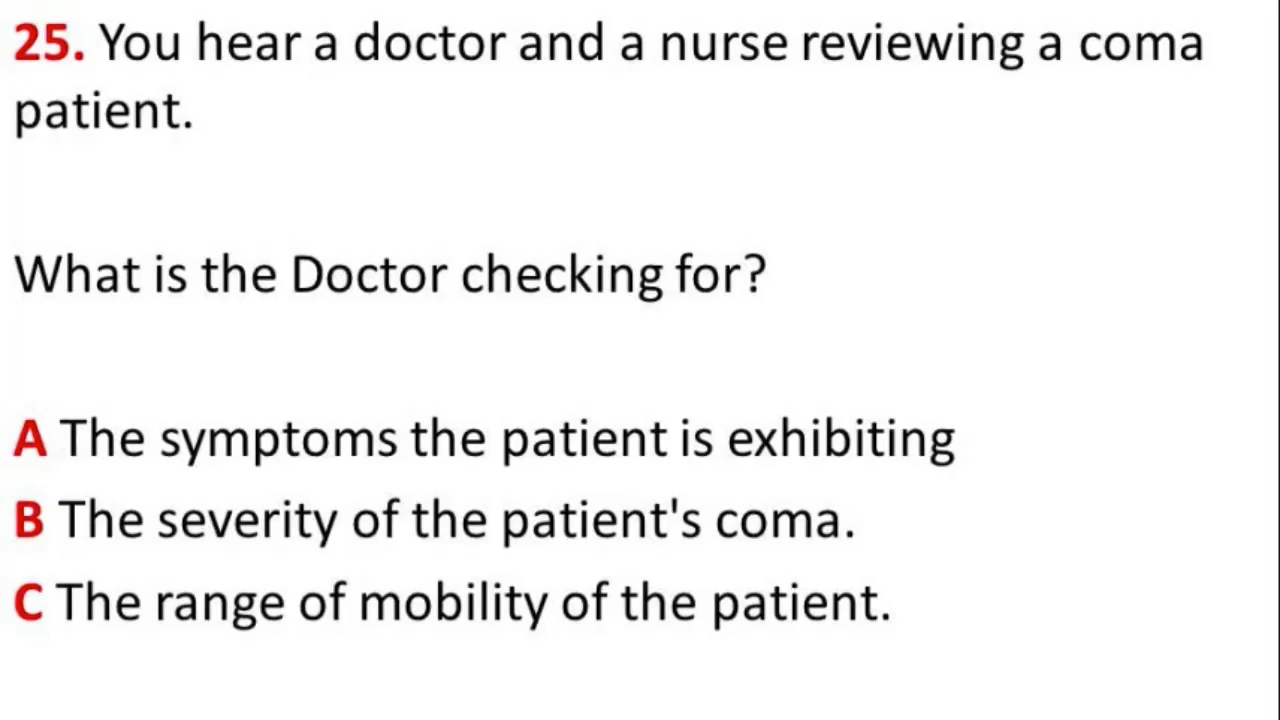 25. You hear a doctor and a nurse reviewing a coma
patient.
What is the Doctor checking for?
A The symptoms the patient is exhibiting
B The severity of the patient's coma.
C The range of mobility of the patient.